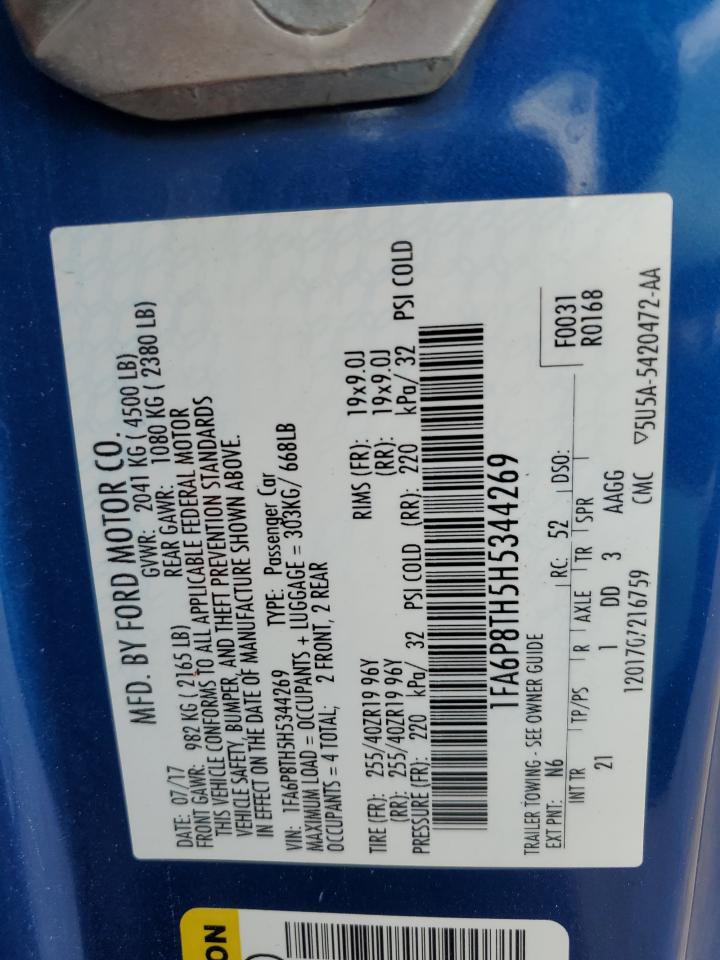 MFD. BY FORD MOTOR CO.
DATE: 07/17 GVWR: 2041 KG ( 4500 LB)
FRONT GAWR: 982 KG ( 2165 LB) REAR GAWR: 1080 KG ( 2380 LB)
THIS VEHICLE CONFORMS TO ALL APPLICABLE FEDERAL MOTOR
VEHICLE SAFETY, BUMPER, AND THEFT PREVENTION STANDARDS
IN EFFECT ON THE DATE OF MANUFACTURE SHOWN ABOVE.
VIN: 1FA6P8TH5H5344269 TYPE: Passenger Car
MAXIMUM LOAD = OCCUPANTS + LUGGAGE = 303KG/ 668LB
OCCUPANTS = 4 TOTAL; 2 FRONT, 2 REAR
TIRE (FR): 255/40ZR19 96Y RIMS (FR): 19x9.0J
(RR): 255/40ZR19 96Y (RR): 19x9.0J
PRESSURE (FR): 220 kPa/ 32 PSI COLD (RR): 220 kPa/ 32 PSI COLD
1FA6P8TH5H5344269
TRAILER TOWING - SEE OWNER GUIDE
F0031
EXT PNT: N6 RC: 52 DSO: R0168
INT TR TP/PS R AXLE TR SPR
21 1 DD 3 AAGG
12017G7216759 CMC ▽5U5A-5420472-AA
ON